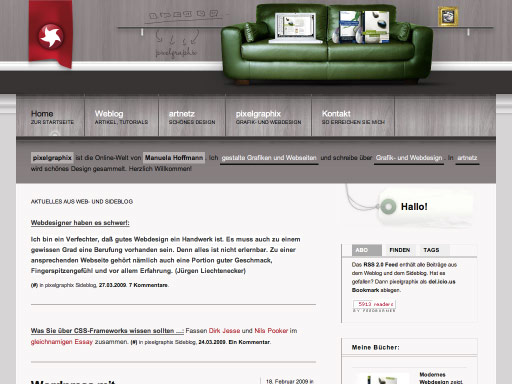 pixelgraphix
Home
ZUR STARTSEITE
Weblog
ARTIKEL, TUTORIALS
artnetz
SCHÖNES DESIGN
pixelgraphix
GRAFIK- UND WEBDESIGN
Kontakt
SO ERREICHEN SIE MICH
pixelgraphix ist die Online-Welt von Manuela Hoffmann. Ich gestalte Grafiken und Webseiten und schreibe über Grafik- und Webdesign. In artnetz
wird schönes Design gesammelt. Herzlich Willkommen!
AKTUELLES AUS WEB- UND SIDEBLOG
Webdesigner haben es schwer!:
Ich bin ein Verfechter, daß gutes Webdesign ein Handwerk ist. Es muss auch zu einem
gewissen Grad eine Berufung vorhanden sein. Denn alles ist nicht erlernbar. Zu einer
ansprechenden Webseite gehört nämlich auch eine Portion guter Geschmack,
Fingerspitzengefühl und vor allem Erfahrung. (Jürgen Liechtenecker)
(#) in pixelgraphix Sideblog, 27.03.2009. 7 Kommentare.
Was Sie über CSS-Frameworks wissen sollten ...: Fassen Dirk Jesse und Nils Pooker im
gleichnamigen Essay zusammen. (#) in pixelgraphix Sideblog, 24.03.2009. Ein Kommentar.
Wordpress mit
18. Februar 2009 in
Hallo!
ABO
FINDEN
TAGS
Der RSS 2.0 Feed enthält alle Beiträge aus
dem Weblog und dem Sideblog. Hat es
gefallen? Dann pixelgraphix als del.icio.us
Bookmark ablegen.
5913 readers
BY FEEDBURNER
Meine Bücher:
Modernes
Webdesign zeigt,